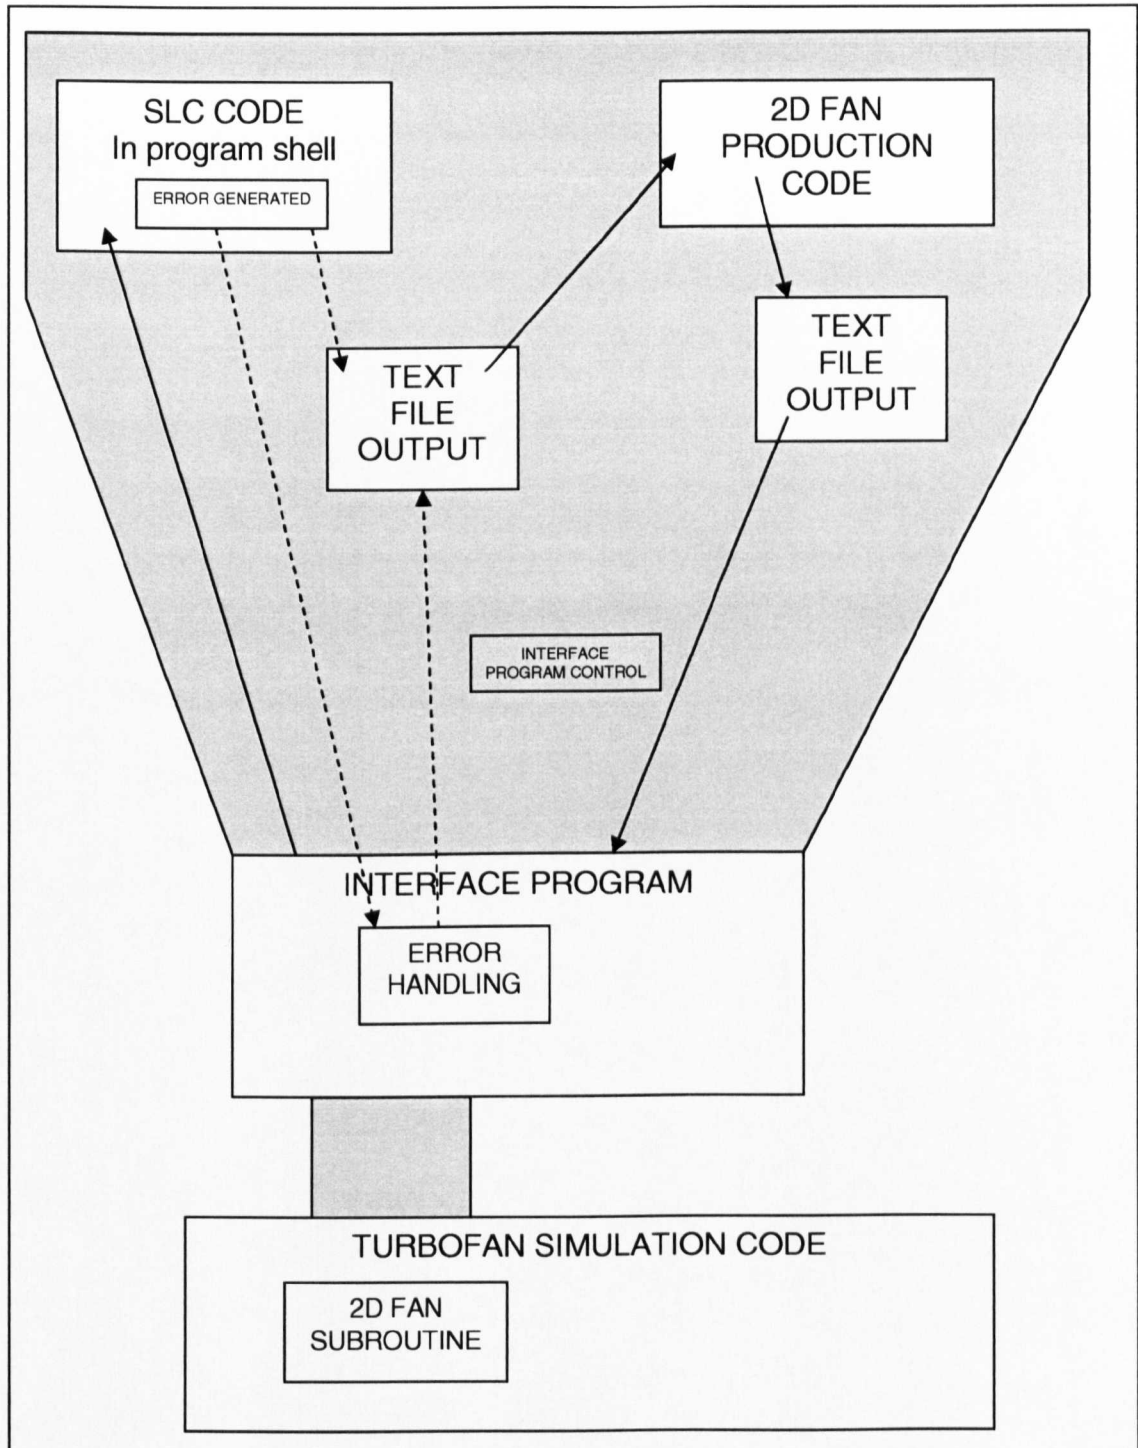 SLC CODE
In program shell
ERROR GENERATED
2D FAN
PRODUCTION
CODE
TEXT
FILE
OUTPUT
TEXT
FILE
OUTPUT
INTERFACE
PROGRAM CONTROL
INTERFACE PROGRAM
ERROR
HANDLING
TURBOFAN SIMULATION CODE
2D FAN
SUBROUTINE